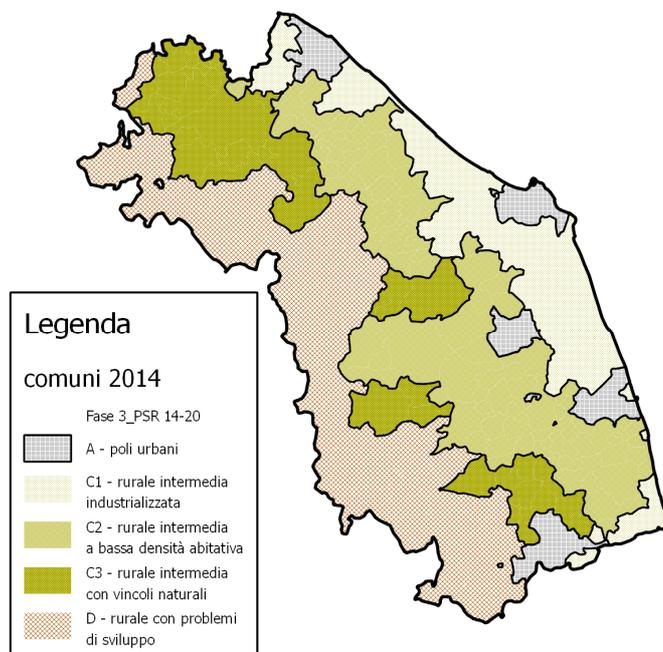 Legenda
comuni 2014
Fase 3_PSR 14-20
A - poli urbani
C1 - rurale intermedia
industrializzata
C2 - rurale intermedia
a bassa densità abitativa
C3 - rurale intermedia
con vincoli naturali
D - rurale con problemi
di sviluppo